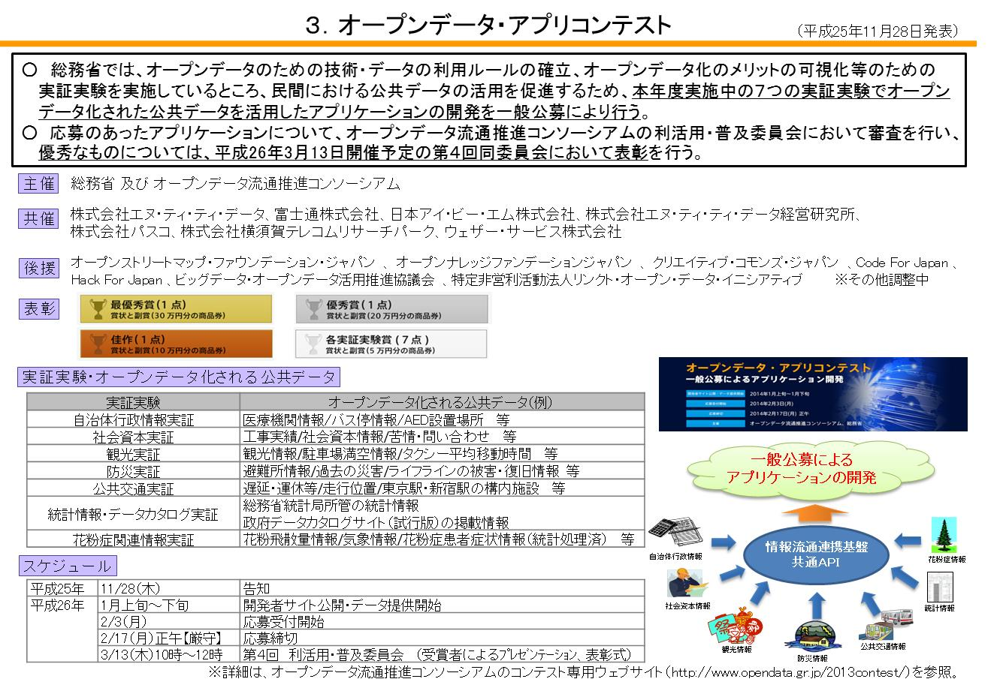 ３．オープンデータ・アプリコンテスト
（平成25年11月28日発表）
○　総務省では、オープンデータのための技術・データの利用ルールの確立、オープンデータ化のメリットの可視化等のための
実証実験を実施しているところ、民間における公共データの活用を促進するため、本年度実施中の７つの実証実験でオープン
データ化された公共データを活用したアプリケーションの開発を一般公募により行う。
○　応募のあったアプリケーションについて、オープンデータ流通推進コンソーシアムの利活用・普及委員会において審査を行い、
優秀なものについては、平成26年3月13日開催予定の第４回同委員会において表彰を行う。
主催　総務省 及び オープンデータ流通推進コンソーシアム
共催　株式会社エヌ・ティ・ティ・データ、富士通株式会社、日本アイ・ビー・エム株式会社、株式会社エヌ・ティ・ティ・データ経営研究所、
株式会社パスコ、株式会社横須賀テレコムリサーチパーク、ウェザー・サービス株式会社
後援　オープンストリートマップ・ファウンデーション・ジャパン 、オープンナレッジファンデーションジャパン 、クリエイティブ・コモンズ・ジャパン 、Code For Japan 、
Hack For Japan 、ビッグデータ・オープンデータ活用推進協議会 、特定非営利活動法人リンクト・オープン・データ・イニシアティブ　　※その他調整中
表彰
最優秀賞（１点）
賞状と副賞（30万円分の商品券）
優秀賞（１点）
賞状と副賞（20万円分の商品券）
佳作（１点）
賞状と副賞（10万円分の商品券）
各実証実験賞（７点）
賞状と副賞（５万円分の商品券）
実証実験・オープンデータ化される公共データ
実証実験　オープンデータ化される公共データ（例）
自治体行政情報実証　医療機関情報/バス停情報/AED設置場所　等
社会資本実証　工事実績/社会資本情報/苦情・問い合わせ　等
観光実証　観光情報/駐車場満空情報/タクシー平均移動時間　等
防災実証　避難所情報/過去の災害/ライフラインの被害・復旧情報 等
公共交通実証　遅延・運休等/走行位置/東京駅・新宿駅の構内施設　等
統計情報・データカタログ実証　総務省統計局所管の統計情報
政府データカタログサイト（試行版）の掲載情報
花粉症関連情報実証　花粉飛散量情報/気象情報/花粉症患者症状情報（統計処理済）　等
スケジュール
平成25年　11/28（木）　告知
平成26年　1月上旬～下旬　開発者サイト公開・データ提供開始
2/3（月）　応募受付開始
2/17（月）正午【厳守】　応募締切
3/13（木）10時～12時　第４回　利活用・普及委員会　（受賞者によるﾌﾟﾚｾﾞﾝﾃｰｼｮﾝ、表彰式）
オープンデータ・アプリコンテスト
一般公募によるアプリケーション開発
開発者サイト公開・データ提供開始　2014年1月上旬～1月下旬
応募受付開始　2014年2月3日(月)
応募締切　2014年2月17日(月) 正午
主催　オープンデータ流通推進コンソーシアム、総務省
一般公募による
アプリケーションの開発
情報流通連携基盤
共通API
自治体行政情報
社会資本情報
観光情報
祭
防災情報
公共交通情報
統計情報
花粉症情報
※詳細は、オープンデータ流通推進コンソーシアムのコンテスト専用ウェブサイト（http://www.opendata.gr.jp/2013contest/）を参照。